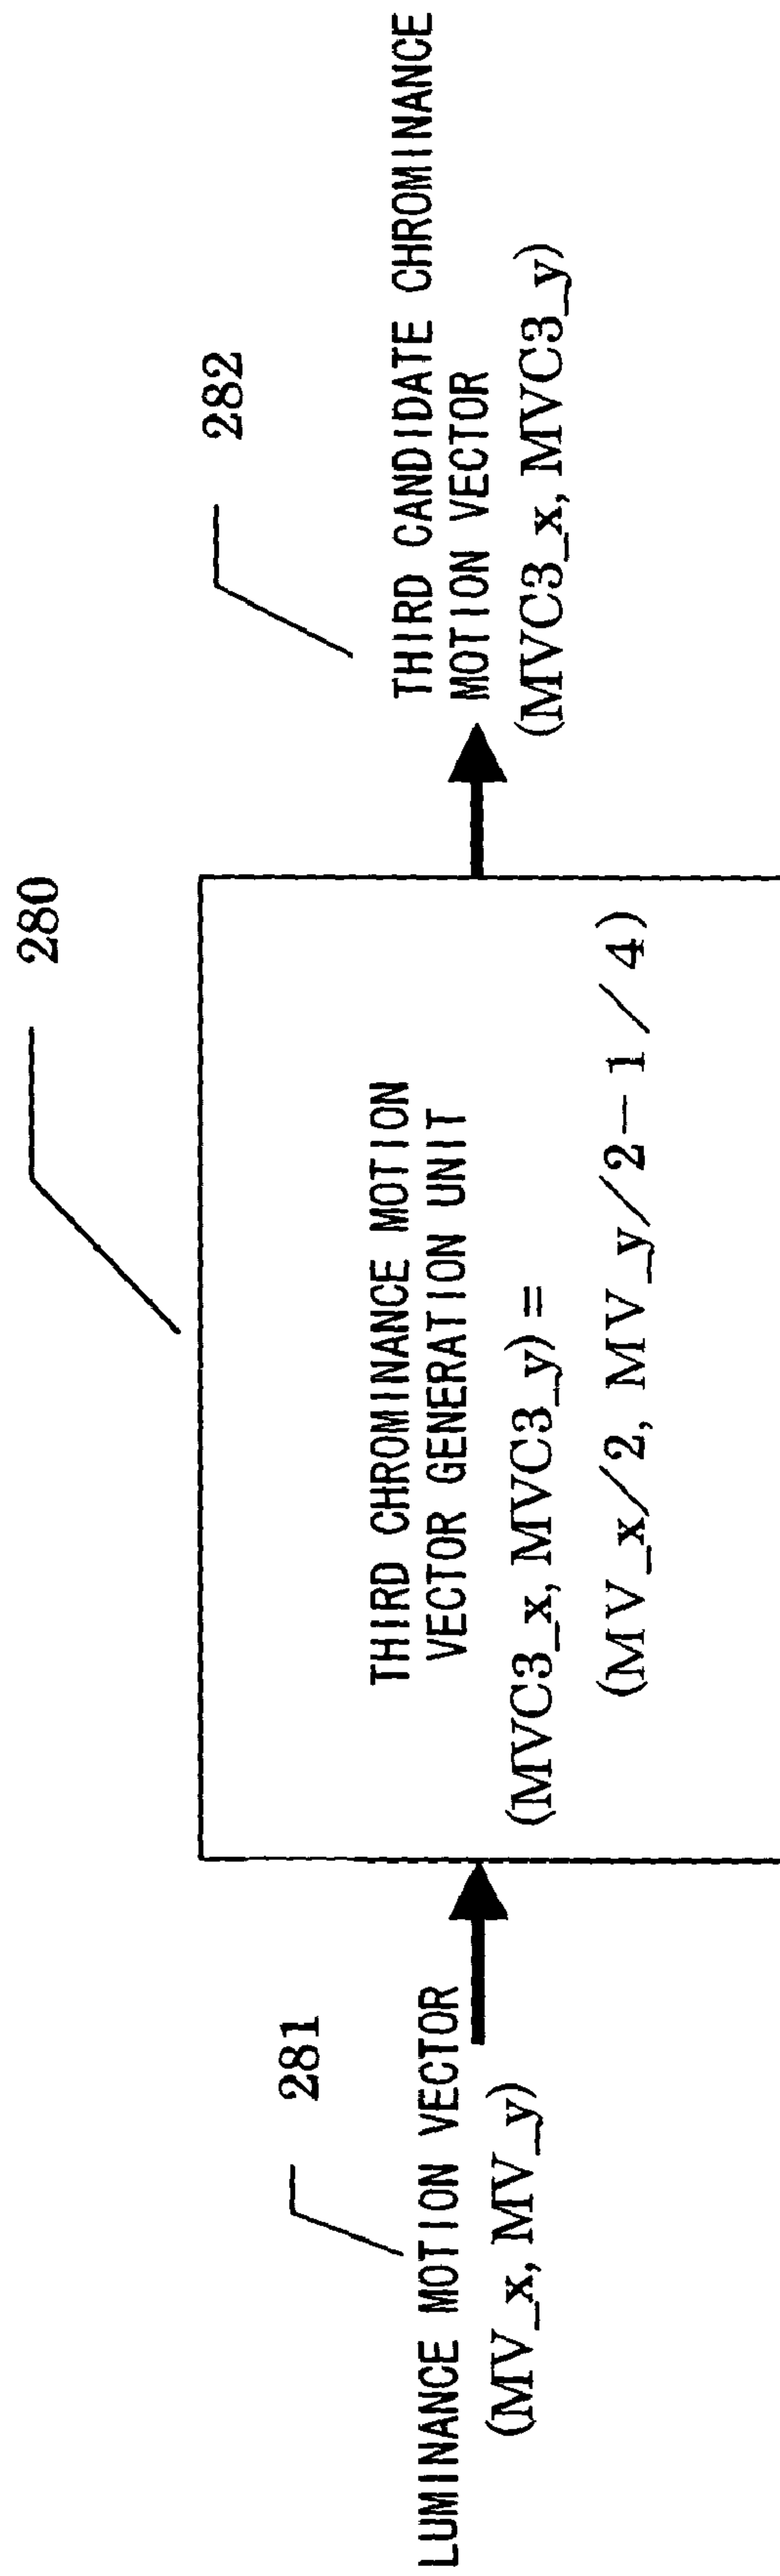 280
281
LUMINANCE MOTION VECTOR
(MV_x, MV_y)
THIRD CHROMINANCE MOTION
VECTOR GENERATION UNIT
(MVC3_x, MVC3_y) =
(MV_x/2, MV_y/2-1/4)
282
THIRD CANDIDATE CHROMINANCE
MOTION VECTOR
(MVC3_x, MVC3_y)